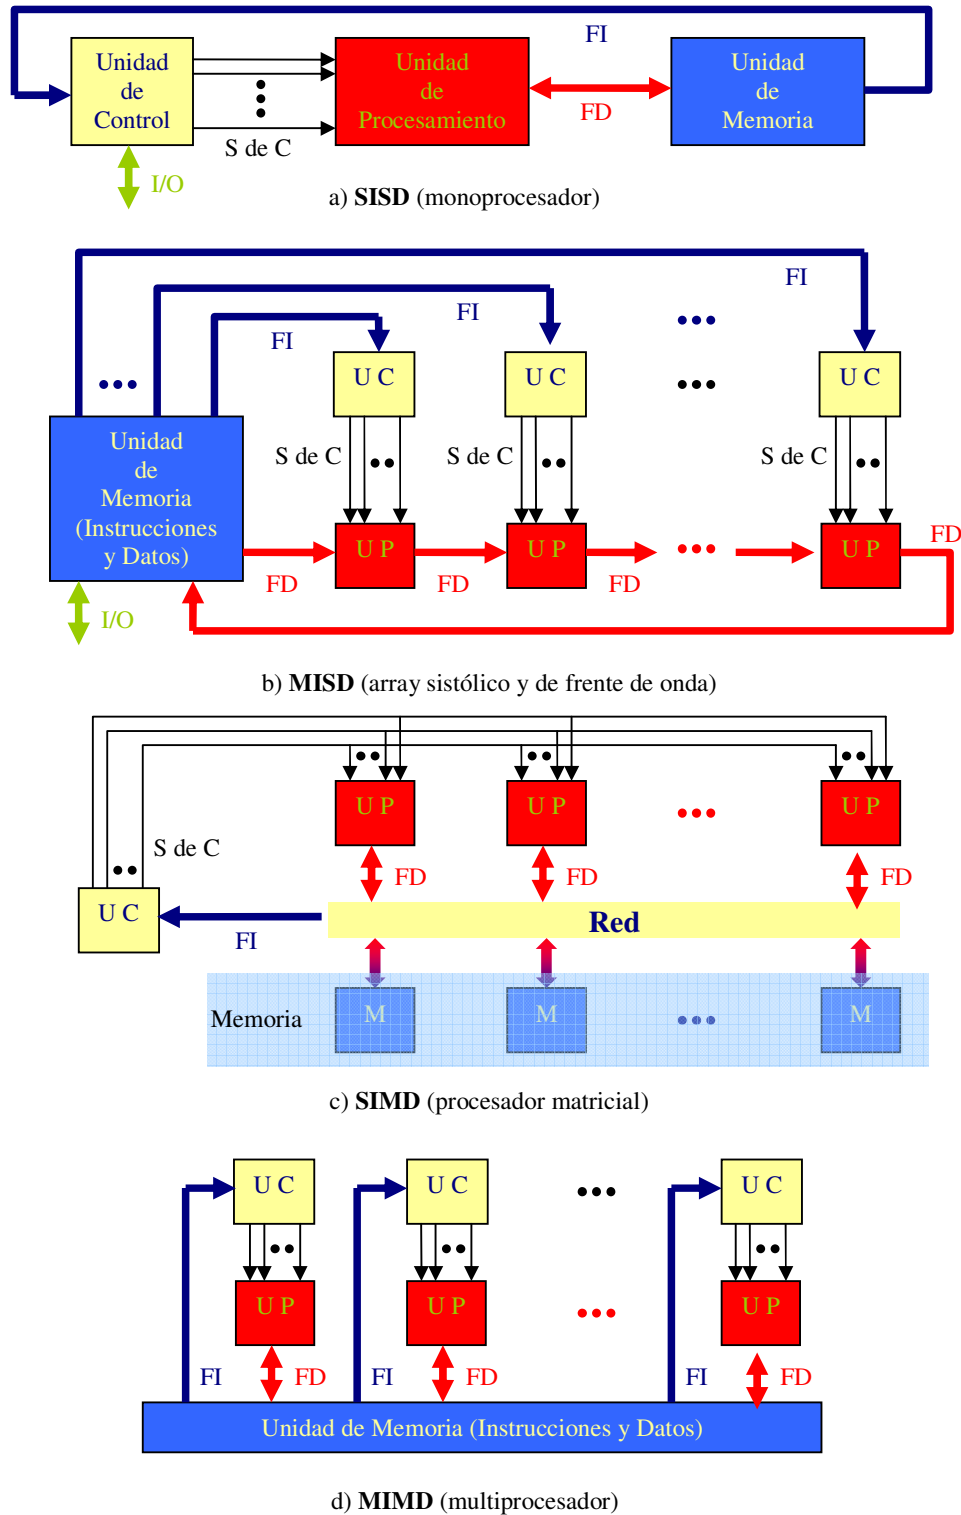 FI
Unidad
de
Control
Unidad
de
Procesamiento
Unidad
de
Memoria
FD
S de C
I/O
a) SISD (monoprocesador)
FI
FI
FI
U C
U C
U C
Unidad
de
Memoria
(Instrucciones
y Datos)
S de C
S de C
S de C
U P
U P
U P
FD
FD
FD
FD
I/O
b) MISD (array sistólico y de frente de onda)
U P
U P
U P
S de C
FD
FD
FD
U C
FI
Red
Memoria
M
M
M
c) SIMD (procesador matricial)
U C
U C
U C
U P
U P
U P
FI
FD
FI
FD
FI
FD
Unidad de Memoria (Instrucciones y Datos)
d) MIMD (multiprocesador)